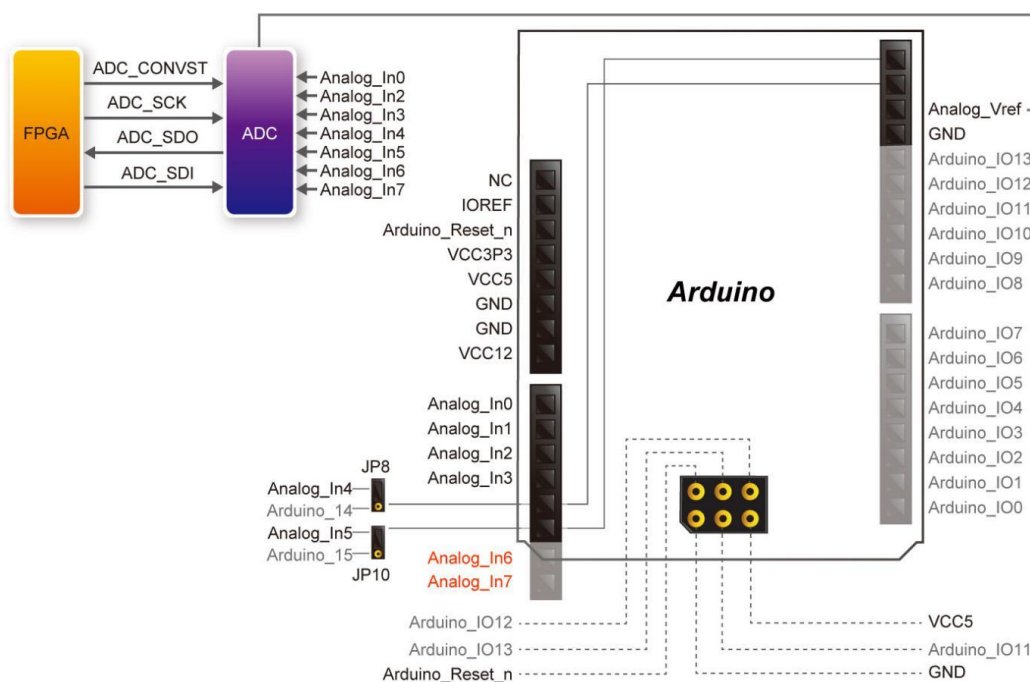 FPGA
ADC_CONVST
ADC_SCK
ADC_SDO
ADC_SDI
ADC
Analog_In0
Analog_In2
Analog_In3
Analog_In4
Analog_In5
Analog_In6
Analog_In7
NC
IOREF
Arduino_Reset_n
VCC3P3
VCC5
GND
GND
VCC12
Analog_In0
Analog_In1
Analog_In2
Analog_In3
JP8
Analog_In4
Arduino_14
Analog_In5
Arduino_15
JP10
Analog_In6
Analog_In7
Arduino_IO12
Arduino_IO13
Arduino_Reset_n
Arduino
Analog_Vref
GND
Arduino_IO13
Arduino_IO12
Arduino_IO11
Arduino_IO10
Arduino_IO9
Arduino_IO8
Arduino_IO7
Arduino_IO6
Arduino_IO5
Arduino_IO4
Arduino_IO3
Arduino_IO2
Arduino_IO1
Arduino_IO0
VCC5
Arduino_IO11
GND